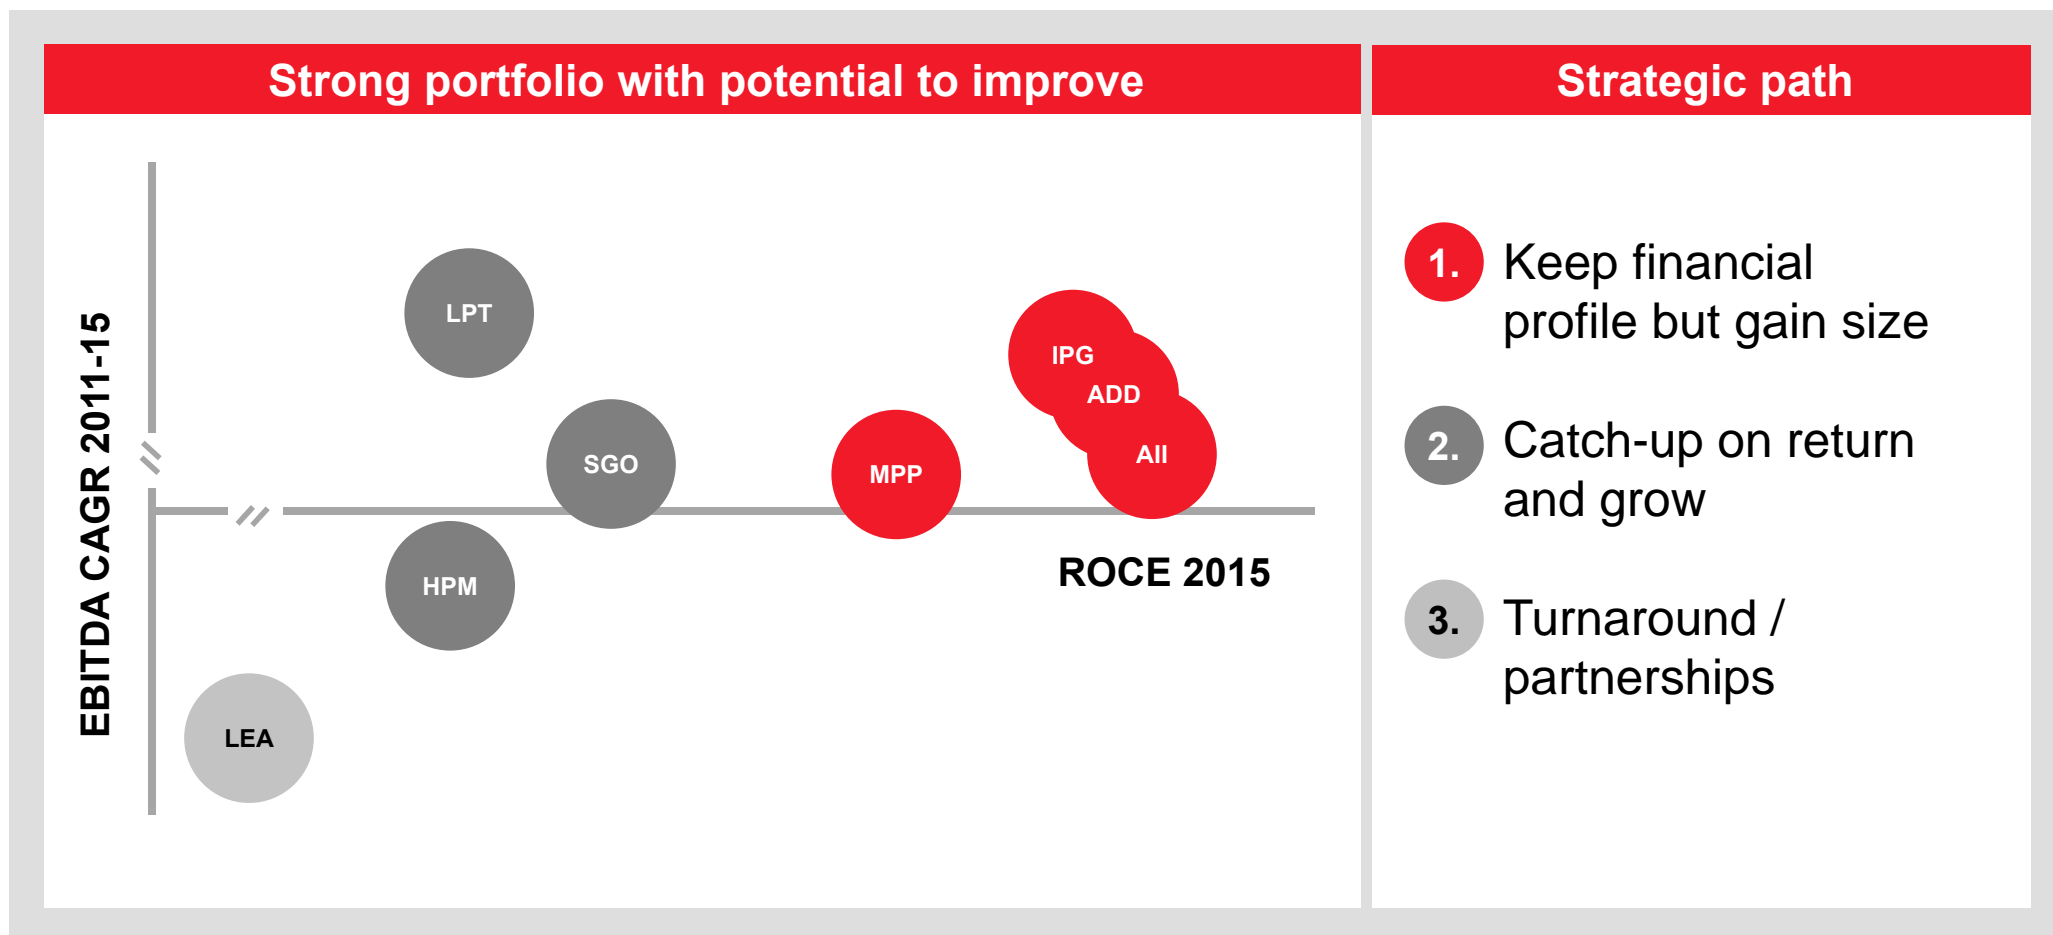 Strong portfolio with potential to improve
EBITDA CAGR 2011-15
LPT
IPG
ADD
AII
SGO
MPP
HPM
ROCE 2015
LEA
Strategic path
1. Keep financial
profile but gain size
2. Catch-up on return
and grow
3. Turnaround /
partnerships